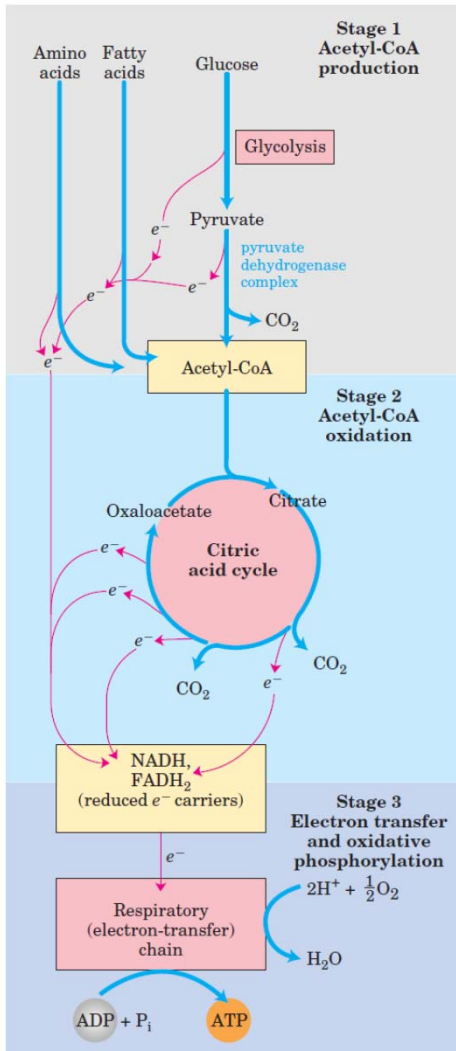 Stage 1
Acetyl-CoA
production
Amino
acids
Fatty
acids
Glucose
Glycolysis
Pyruvate
e⁻
pyruvate
dehydrogenase
complex
e⁻
e⁻
CO₂
e⁻
Acetyl-CoA
Stage 2
Acetyl-CoA
oxidation
Oxaloacetate
Citrate
Citric
acid cycle
e⁻
e⁻
e⁻
CO₂
e⁻
CO₂
NADH,
FADH₂
(reduced e⁻ carriers)
Stage 3
Electron transfer
and oxidative
phosphorylation
e⁻
2H⁺ + ½O₂
Respiratory
(electron-transfer)
chain
H₂O
ADP + Pᵢ
ATP